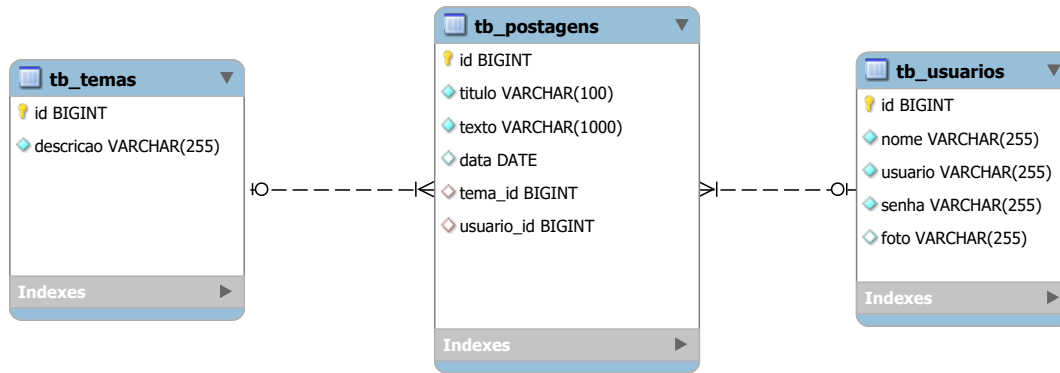 tb_temas
id BIGINT
descricao VARCHAR(255)
Indexes
tb_postagens
id BIGINT
titulo VARCHAR(100)
texto VARCHAR(1000)
data DATE
tema_id BIGINT
usuario_id BIGINT
Indexes
tb_usuarios
id BIGINT
nome VARCHAR(255)
usuario VARCHAR(255)
senha VARCHAR(255)
foto VARCHAR(255)
Indexes